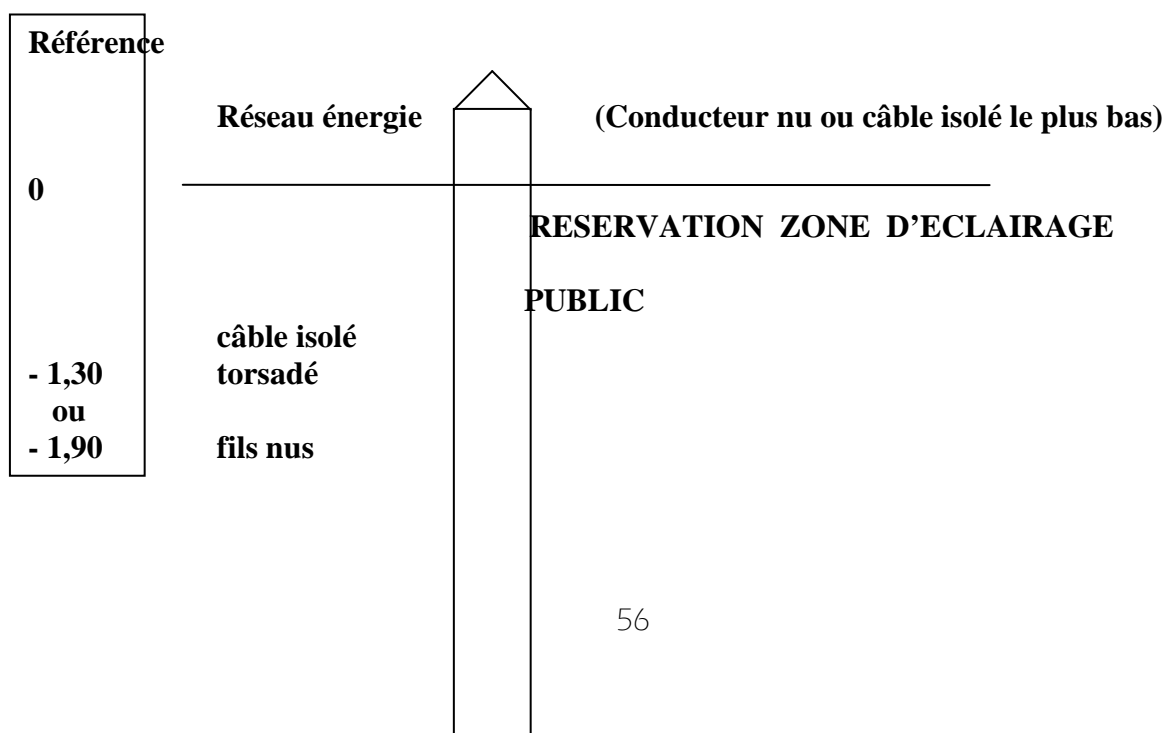 Référence
Réseau énergie (Conducteur nu ou câble isolé le plus bas)
0
RESERVATION ZONE D’ECLAIRAGE
PUBLIC
câble isolé
- 1,30 torsadé
ou
- 1,90 fils nus
56